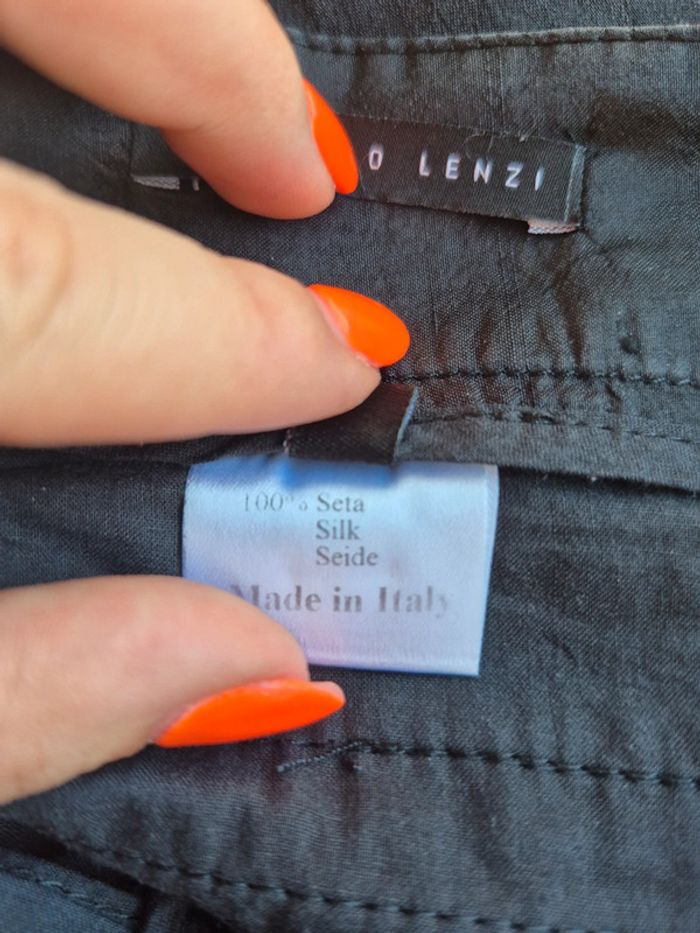 O LENZI
100% Seta
Silk
Seide
Made in Italy